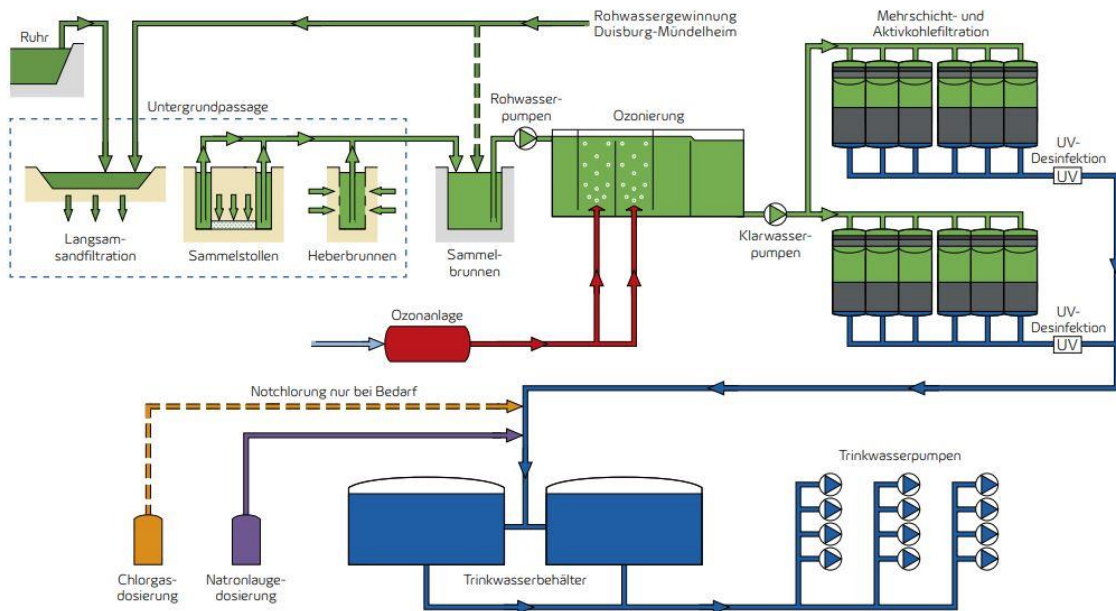 Ruhr
Rohwassergewinnung
Duisburg-Mündelheim
Mehrschicht- und
Aktivkohlefiltration
Untergrundpassage
Rohwasser-
pumpen
Ozonierung
UV-
Desinfektion
UV
Langsam-
sandfiltration
Sammelstollen
Heberbrunnen
Sammel-
brunnen
Klarwasser-
pumpen
Ozonanlage
UV-
Desinfektion
UV
Notchlorung nur bei Bedarf
Trinkwasserpumpen
Chlorgas-
dosierung
Natronlauge-
dosierung
Trinkwasserbehälter